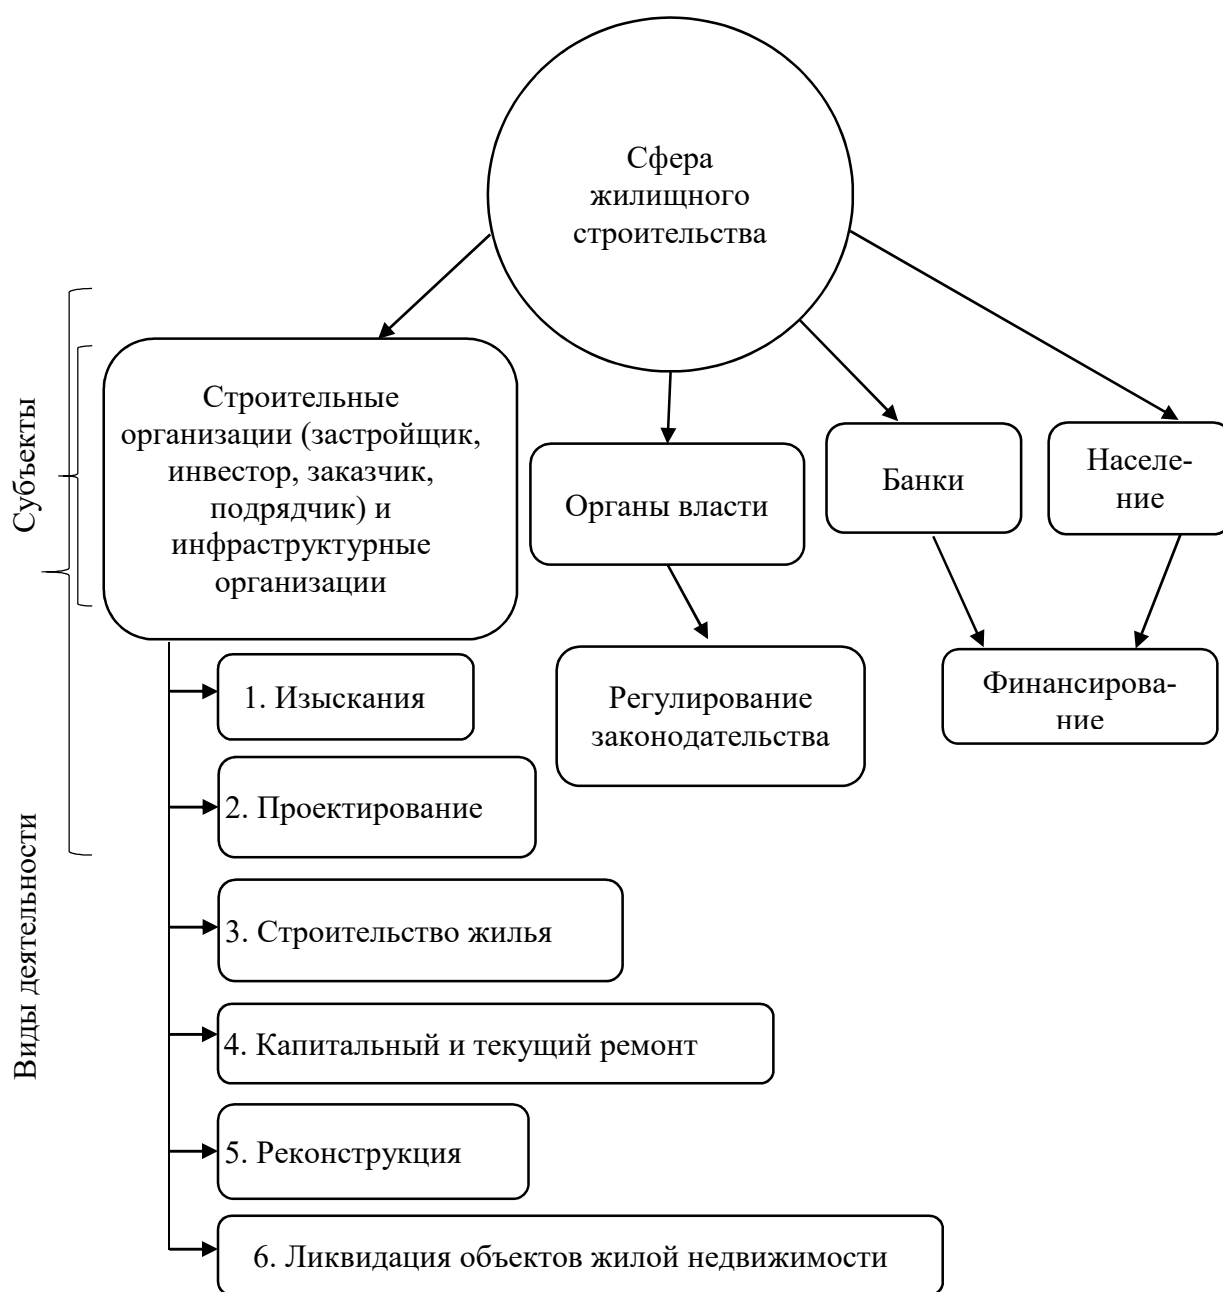 Сфера
жилищного
строительства
Субъекты
Строительные
организации (застройщик,
инвестор, заказчик,
подрядчик) и
инфраструктурные
организации
Органы власти
Банки
Населе-
ние
Регулирование
законодательства
Финансирова-
ние
Виды деятельности
1. Изыскания
2. Проектирование
3. Строительство жилья
4. Капитальный и текущий ремонт
5. Реконструкция
6. Ликвидация объектов жилой недвижимости